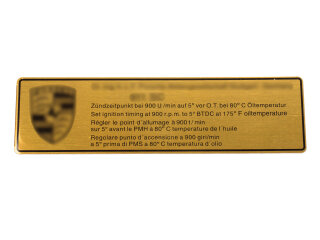 Zündzeitpunkt bei 900 U/min auf 5° vor O.T. bei 80° C Öltemperatur
Set ignition timing at 900 r.p.m. to 5° BTDC at 175° F oiltemperature
Régler le point d'allumage à 900 t/min
sur 5° avant le PMH a 80° C temperature de l'huile
Regolare punto d'accensione a 900 giri/min
a 5° prima di PMS a 80° C temperatura d'olio